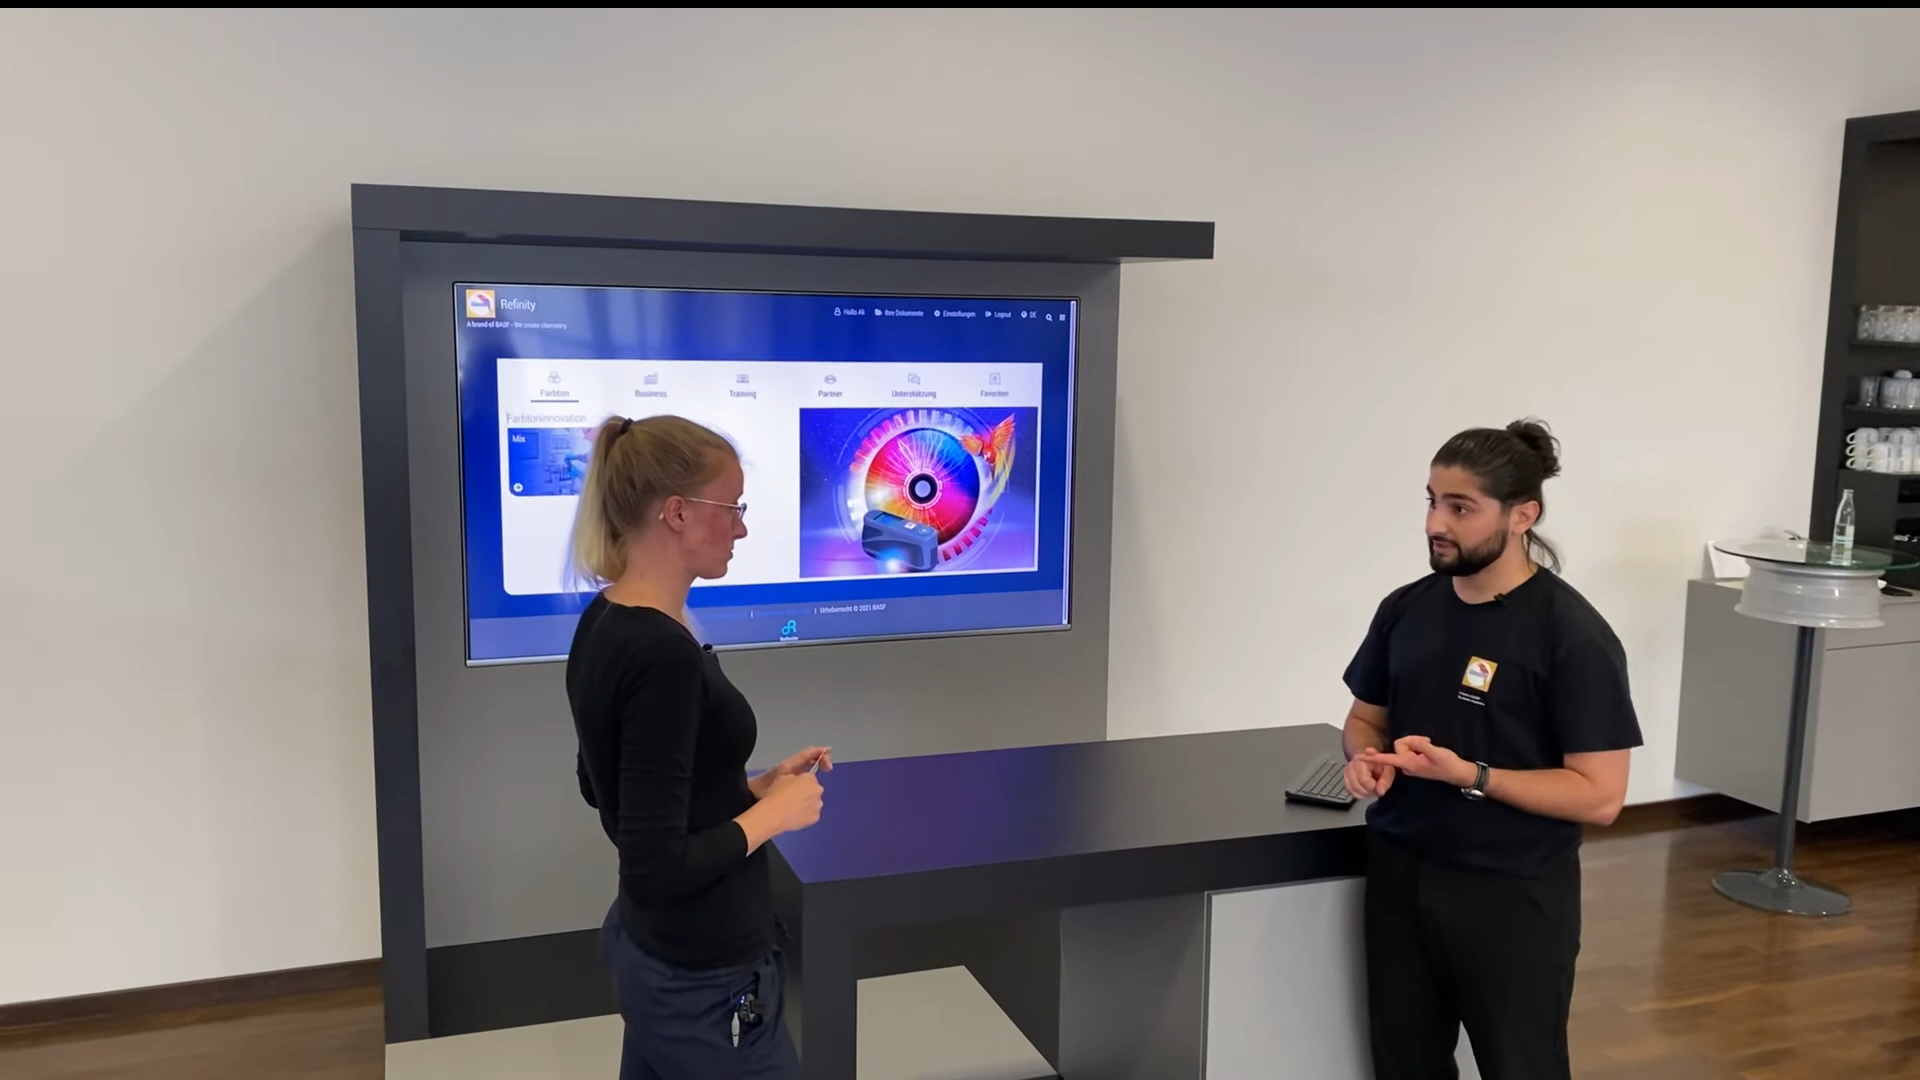 Refinity
A brand of BASF - We create chemistry
Hallo Ali Ihre Dokumente Einstellungen Logout DE
Farbton Business Training Partner Unterstützung Favoriten
Farbtoninnovation
Mix
| Urheberrecht © 2021 BASF
Refinity